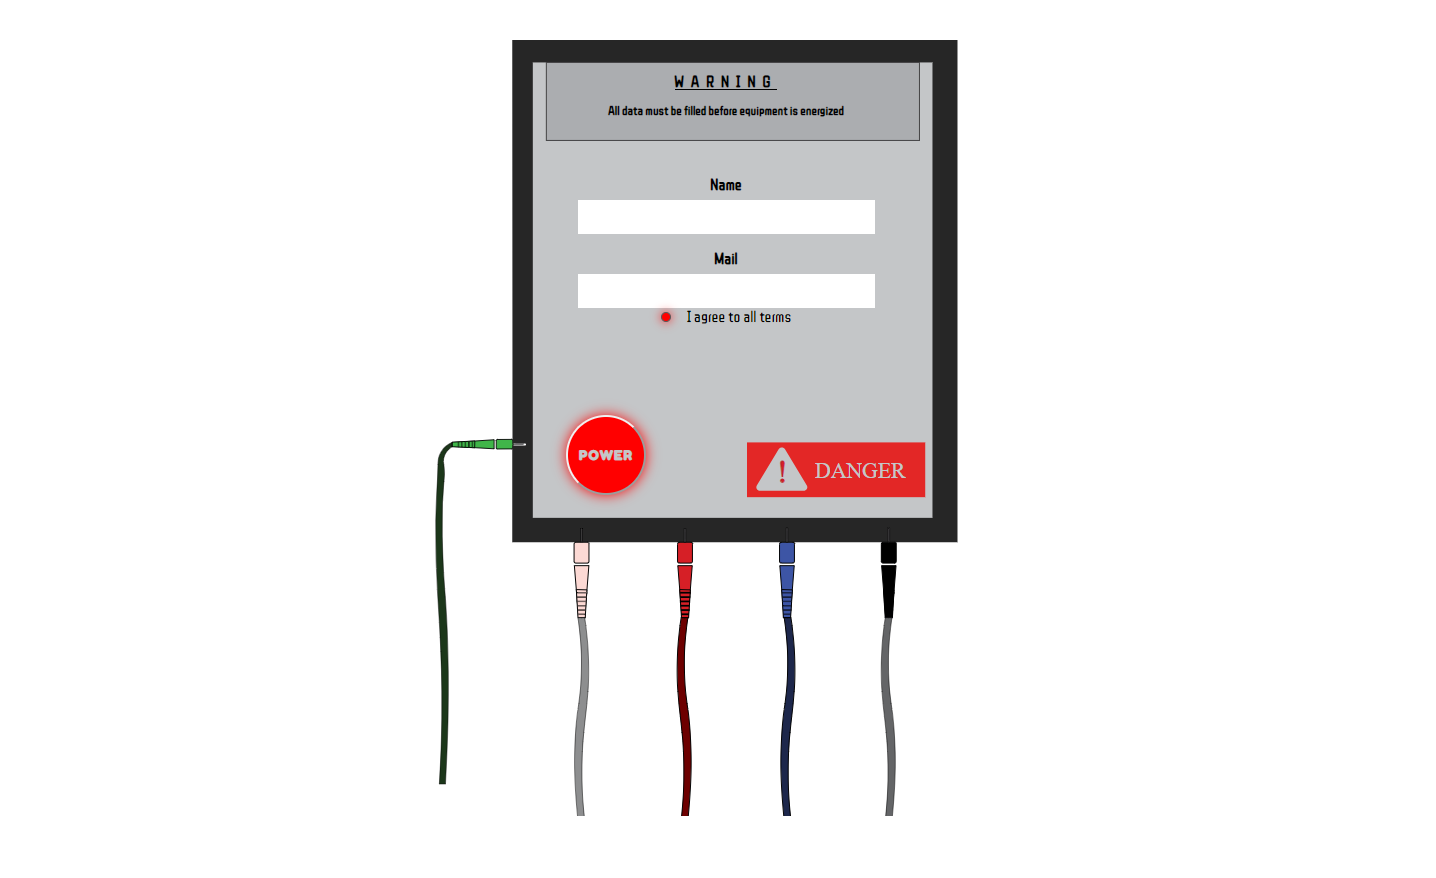 WARNING
All data must be filled before equipment is energized
Name
Mail
I agree to all terms
POWER
! DANGER